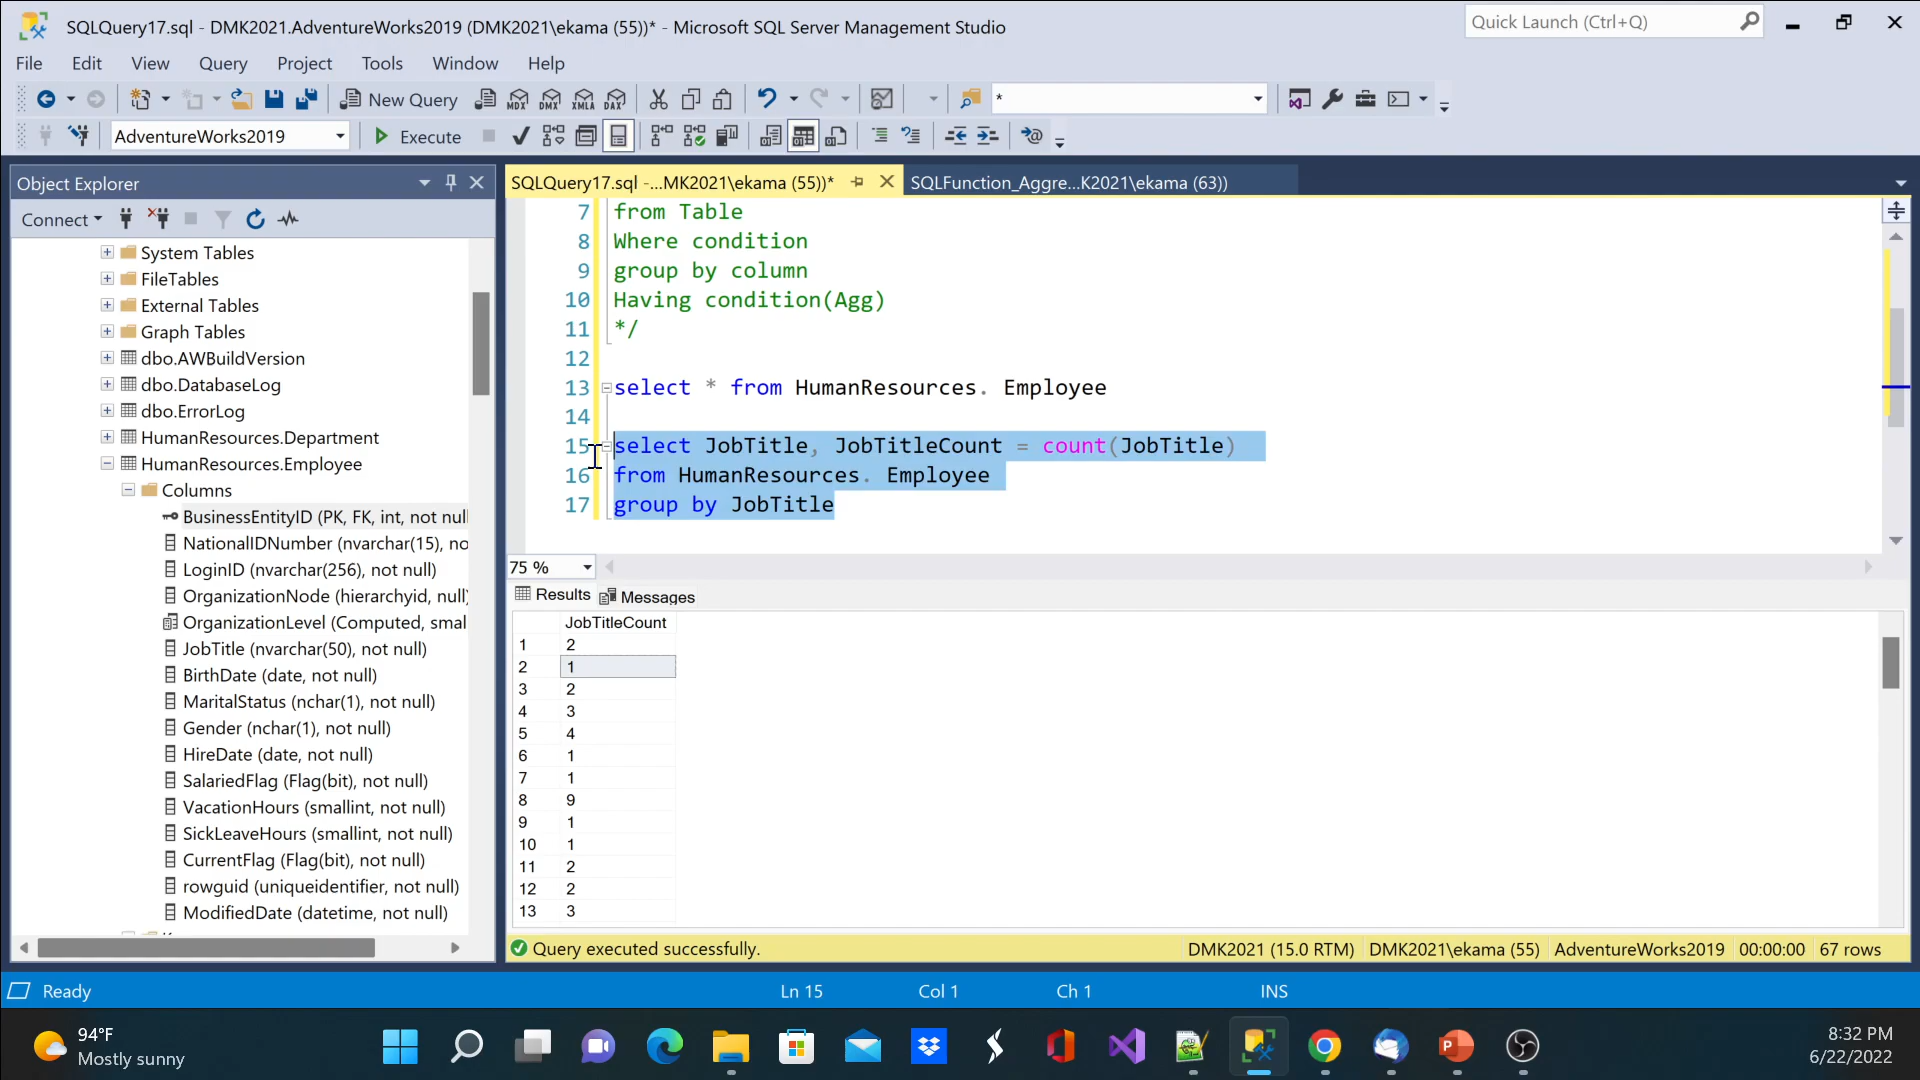 SQLQuery17.sql - DMK2021.AdventureWorks2019 (DMK2021\ekama (55))* - Microsoft SQL Server Management Studio
Quick Launch (Ctrl+Q)
File Edit View Query Project Tools Window Help
New Query MDX DMX XMLA DAX *
AdventureWorks2019 Execute
Object Explorer
Connect
System Tables
FileTables
External Tables
Graph Tables
dbo.AWBuildVersion
dbo.DatabaseLog
dbo.ErrorLog
HumanResources.Department
HumanResources.Employee
Columns
BusinessEntityID (PK, FK, int, not null
NationalIDNumber (nvarchar(15), no
LoginID (nvarchar(256), not null)
OrganizationNode (hierarchyid, null)
OrganizationLevel (Computed, smal
JobTitle (nvarchar(50), not null)
BirthDate (date, not null)
MaritalStatus (nchar(1), not null)
Gender (nchar(1), not null)
HireDate (date, not null)
SalariedFlag (Flag(bit), not null)
VacationHours (smallint, not null)
SickLeaveHours (smallint, not null)
CurrentFlag (Flag(bit), not null)
rowguid (uniqueidentifier, not null)
ModifiedDate (datetime, not null)
SQLQuery17.sql -...MK2021\ekama (55))* SQLFunction_Aggre...K2021\ekama (63))
7 from Table
8 Where condition
9 group by column
10 Having condition(Agg)
11 */
12
13 select * from HumanResources. Employee
14
15 select JobTitle, JobTitleCount = count(JobTitle)
16 from HumanResources. Employee
17 group by JobTitle
75 %
Results Messages
JobTitleCount
1 2
2 1
3 2
4 3
5 4
6 1
7 1
8 9
9 1
10 1
11 2
12 2
13 3
Query executed successfully. DMK2021 (15.0 RTM) DMK2021\ekama (55) AdventureWorks2019 00:00:00 67 rows
Ready Ln 15 Col 1 Ch 1 INS
94°F
Mostly sunny
8:32 PM
6/22/2022